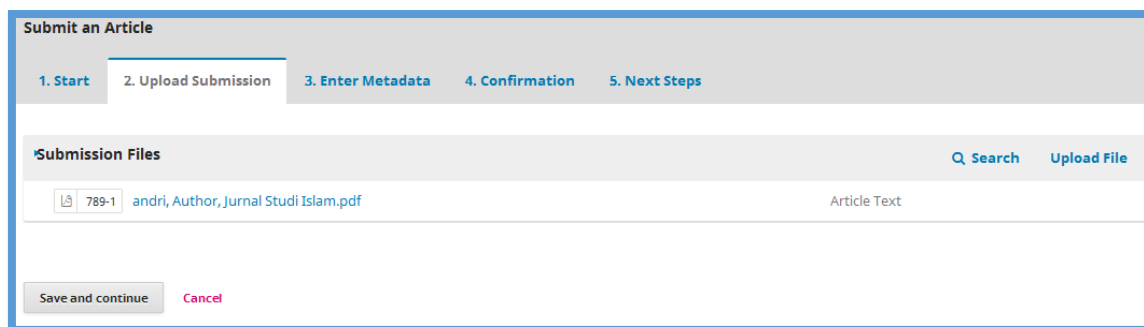 Submit an Article
1. Start 2. Upload Submission 3. Enter Metadata 4. Confirmation 5. Next Steps
Submission Files Search Upload File
789-1 andri, Author, Jurnal Studi Islam.pdf Article Text
Save and continue Cancel